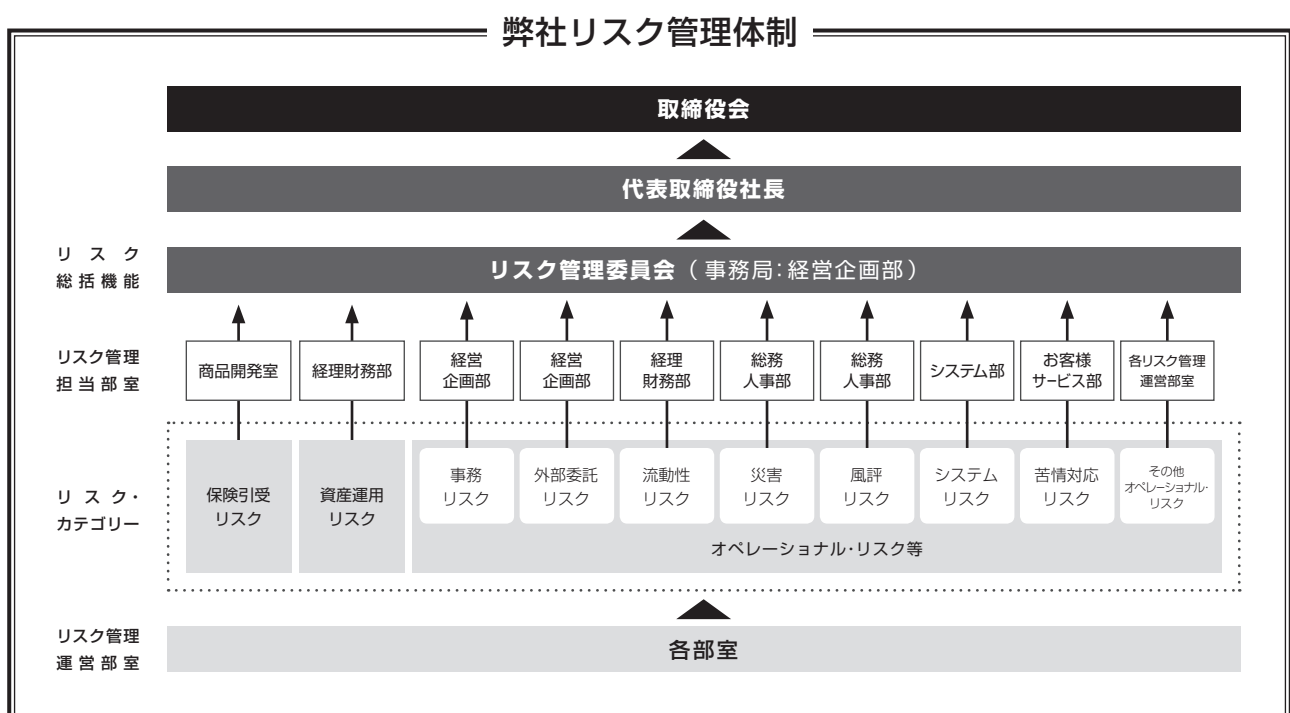 弊社リスク管理体制
取締役会
代表取締役社長
リスク
総括機能
リスク管理委員会（事務局：経営企画部）
リスク管理
担当部室
商品開発室
経理財務部
経営
企画部
経営
企画部
経理
財務部
総務
人事部
総務
人事部
システム部
お客様
サービス部
各リスク管理
運営部室
リスク・
カテゴリー
保険引受
リスク
資産運用
リスク
事務
リスク
外部委託
リスク
流動性
リスク
災害
リスク
風評
リスク
システム
リスク
苦情対応
リスク
その他
オペレーショナル・
リスク
オペレーショナル・リスク等
リスク管理
運営部室
各部室